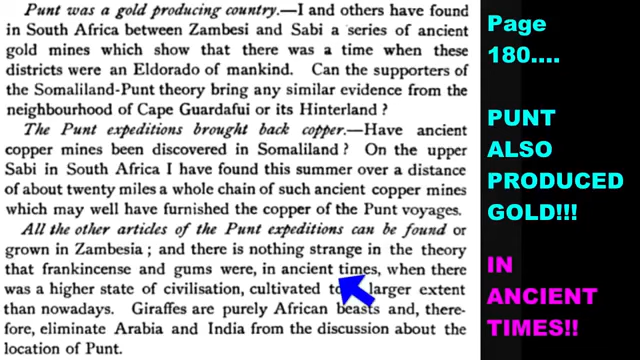 Punt was a gold producing country.—I and others have found
in South Africa between Zambesi and Sabi a series of ancient
gold mines which show that there was a time when these
districts were an Eldorado of mankind. Can the supporters of
the Somaliland-Punt theory bring any similar evidence from the
neighbourhood of Cape Guardafui or its Hinterland ?
The Punt expeditions brought back copper.—Have ancient
copper mines been discovered in Somaliland ? On the upper
Sabi in South Africa I have found this summer over a distance
of about twenty miles a whole chain of such ancient copper mines
which may well have furnished the copper of the Punt voyages.
All the other articles of the Punt expeditions can be found or
grown in Zambesia ; and there is nothing strange in the theory
that frankincense and gums were, in ancient times, when there
was a higher state of civilisation, cultivated larger extent
than nowadays. Giraffes are purely African beasts and, there-
fore, eliminate Arabia and India from the discussion about the
location of Punt.
Page
180....
PUNT
ALSO
PRODUCED
GOLD!!!
IN
ANCIENT
TIMES!!